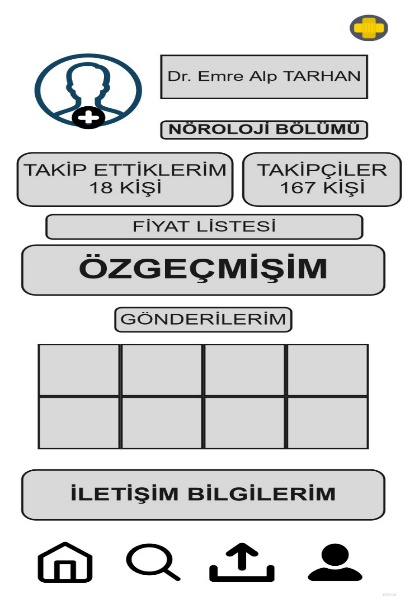 Dr. Emre Alp TARHAN
NÖROLOJİ BÖLÜMÜ
TAKİP ETTİKLERİM
18 KİŞİ
TAKİPÇİLER
167 KİŞİ
FİYAT LİSTESİ
ÖZGEÇMİŞİM
GÖNDERİLERİM
İLETİŞİM BİLGİLERİM